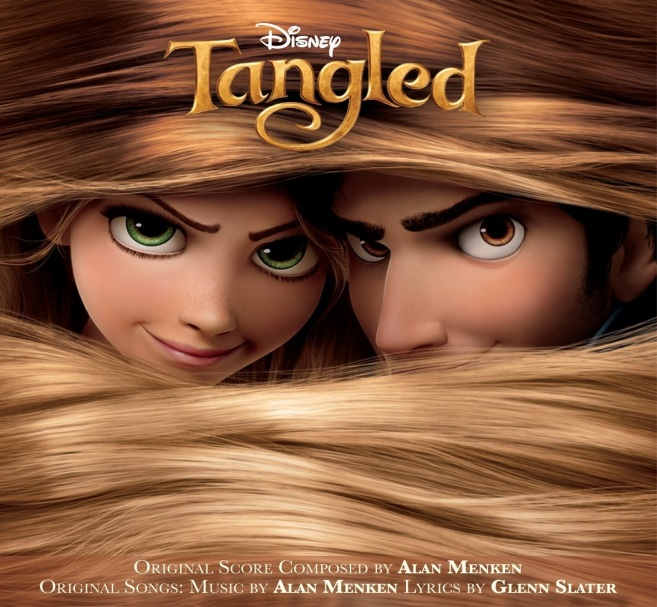 Disney
Tangled
Original Score Composed by Alan Menken
Original Songs: Music by Alan Menken Lyrics by Glenn Slater